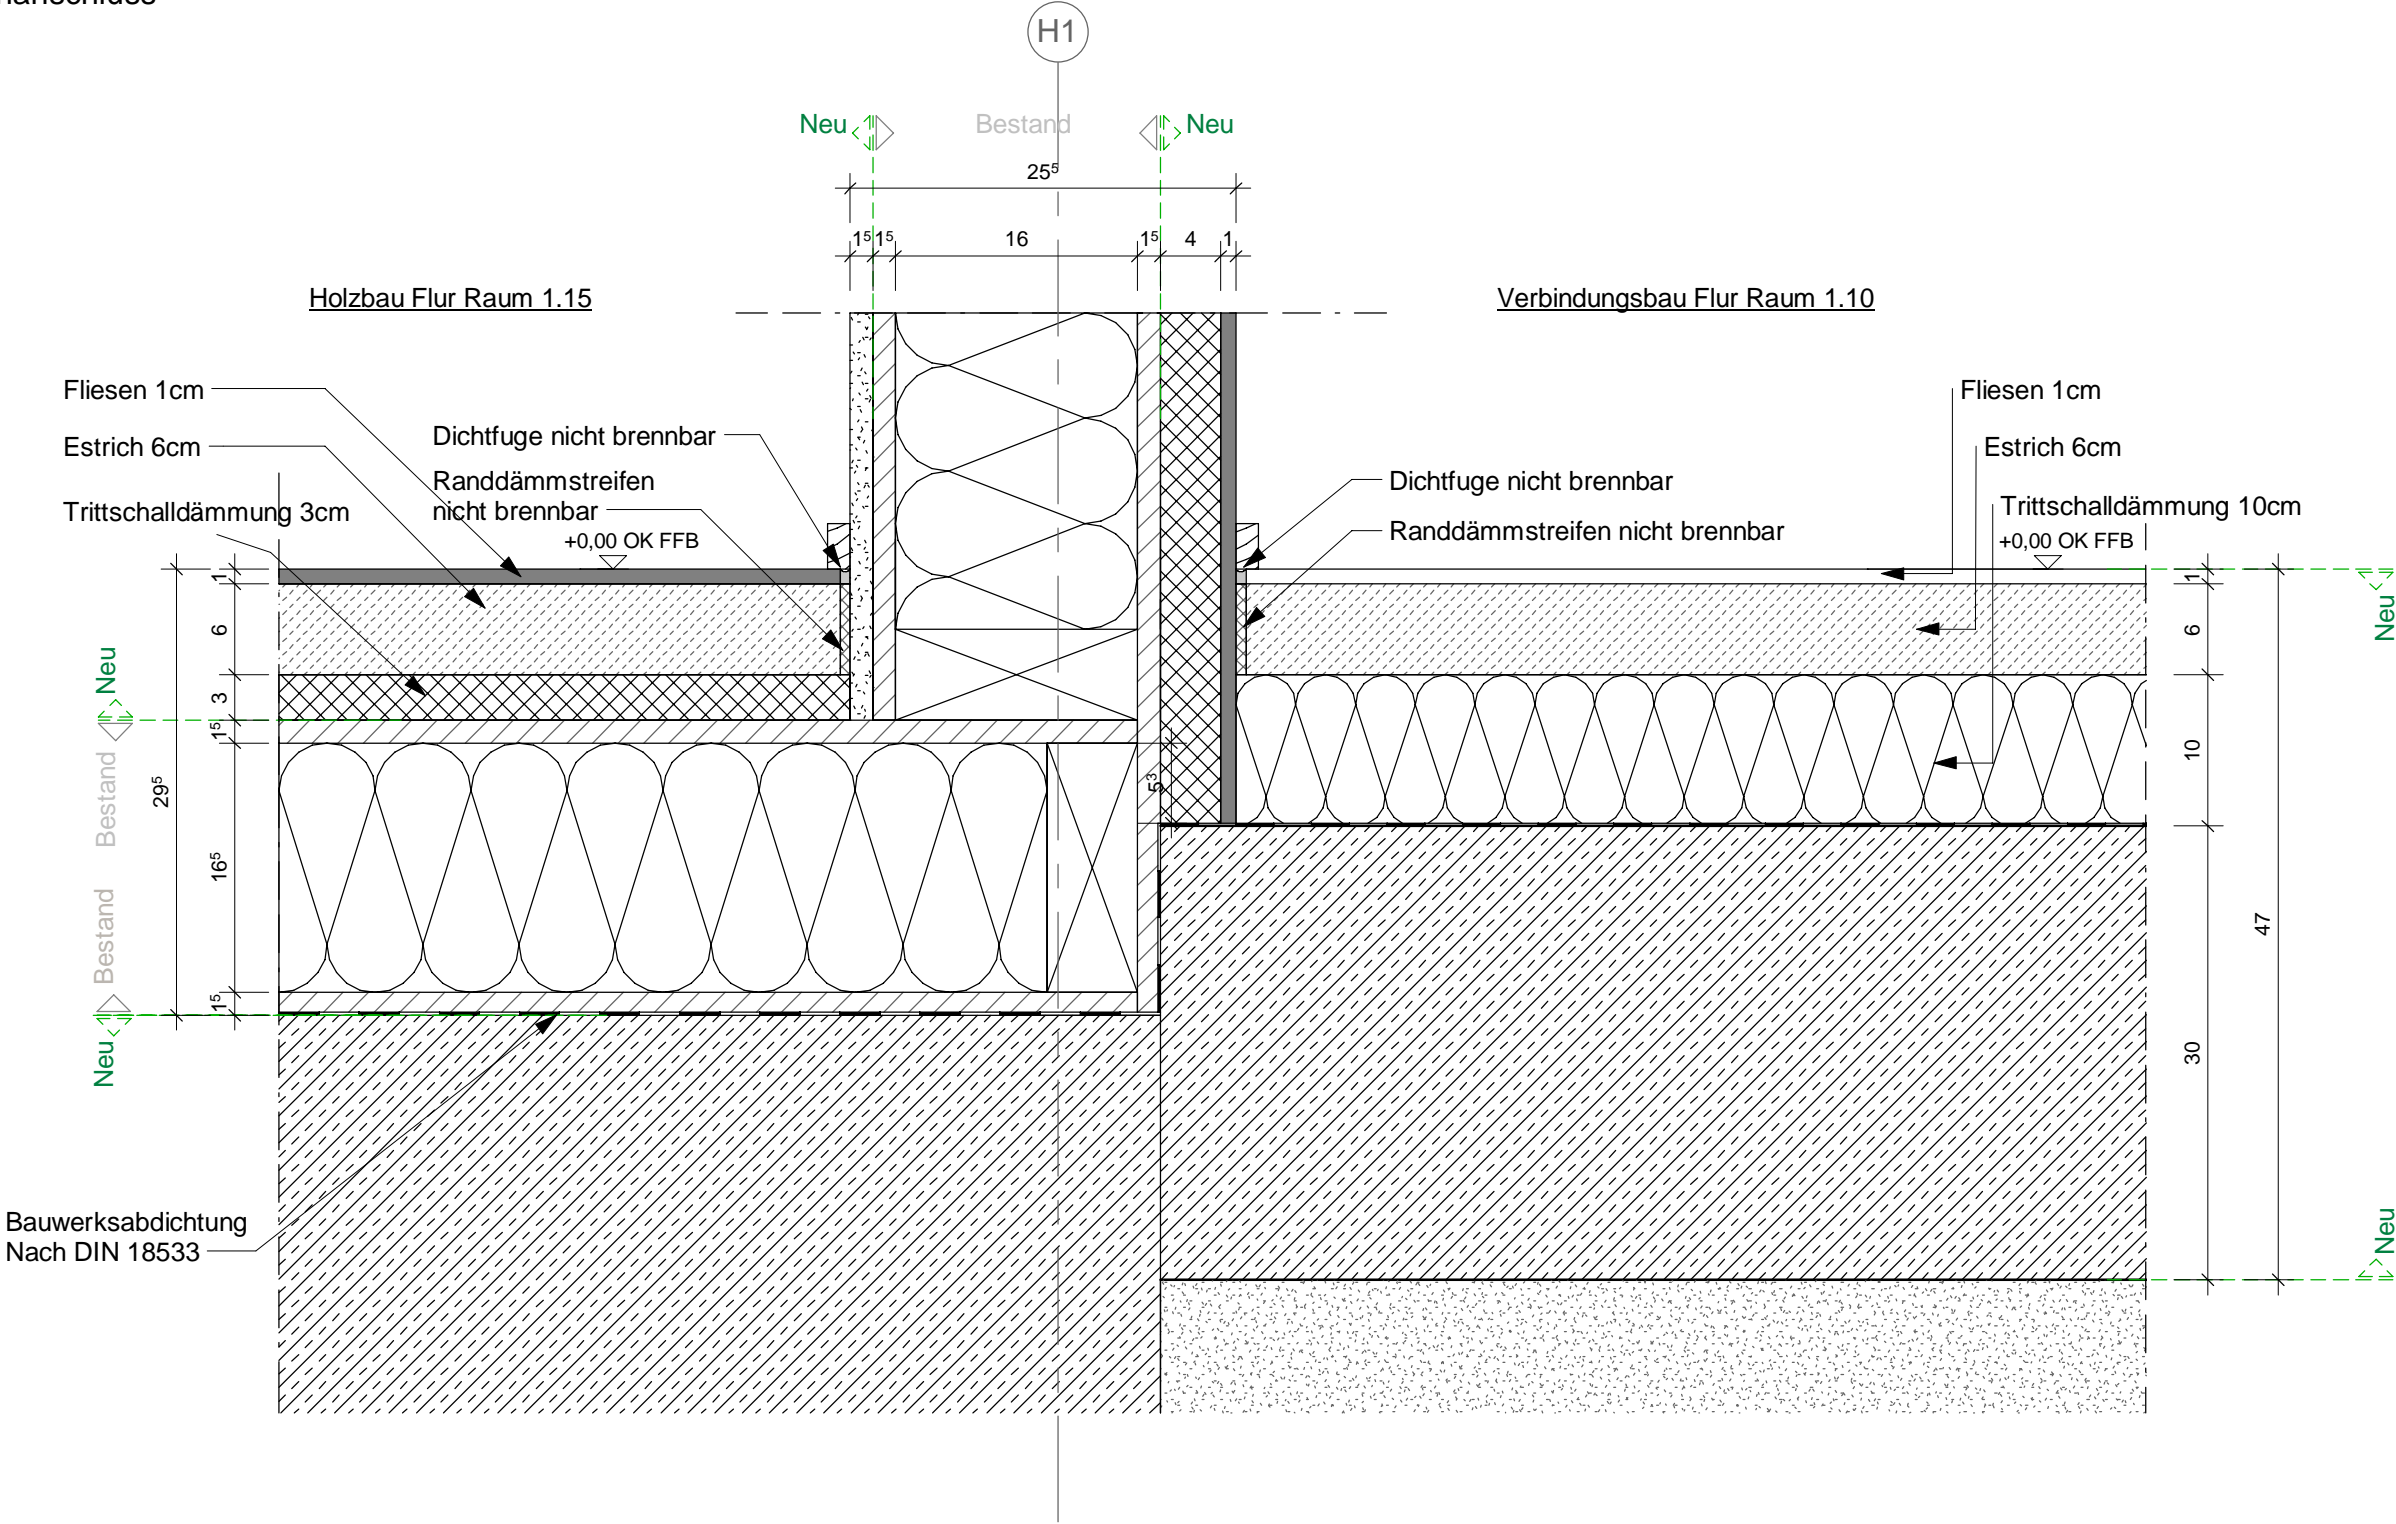 H1
Neu
Bestand
Neu
25⁵
1⁵ 1⁵ 16 1⁵ 4 1
Holzbau Flur Raum 1.15
Verbindungsbau Flur Raum 1.10
Fliesen 1cm
Estrich 6cm
Trittschalldämmung 3cm
Dichtfuge nicht brennbar
Randdämmstreifen
nicht brennbar
+0,00 OK FFB
Dichtfuge nicht brennbar
Randdämmstreifen nicht brennbar
Fliesen 1cm
Estrich 6cm
Trittschalldämmung 10cm
+0,00 OK FFB
1
6
3
1⁵
16⁵
1⁵
29⁵
Neu
Bestand
Bestand
Neu
5³
1
6
10
30
47
Neu
Neu
Bauwerksabdichtung
Nach DIN 18533